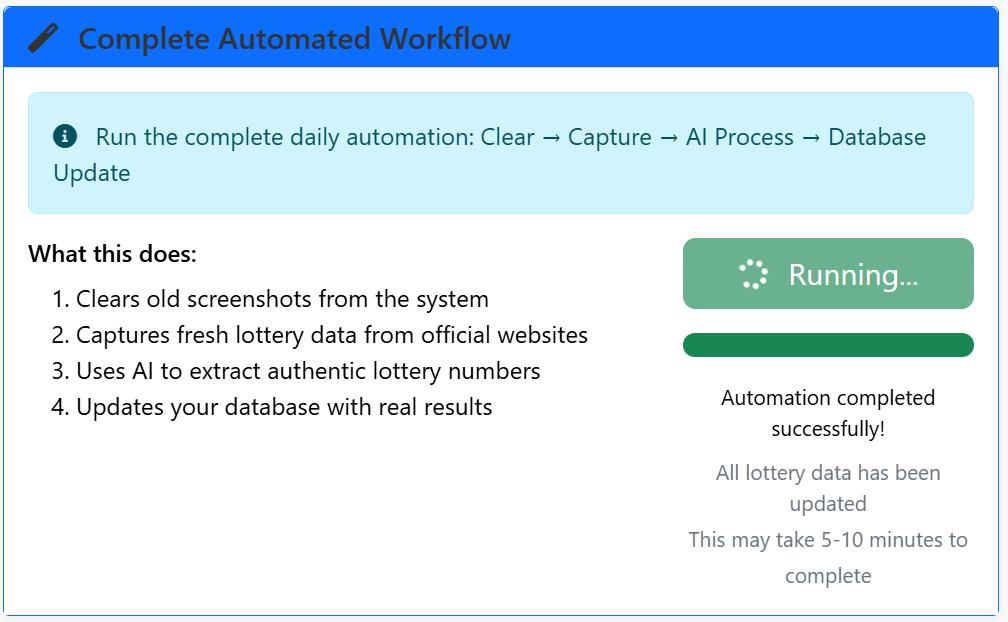 Complete Automated Workflow
Run the complete daily automation: Clear → Capture → AI Process → Database
Update
What this does:
1. Clears old screenshots from the system
2. Captures fresh lottery data from official websites
3. Uses AI to extract authentic lottery numbers
4. Updates your database with real results
Running...
Automation completed
successfully!
All lottery data has been
updated
This may take 5-10 minutes to
complete